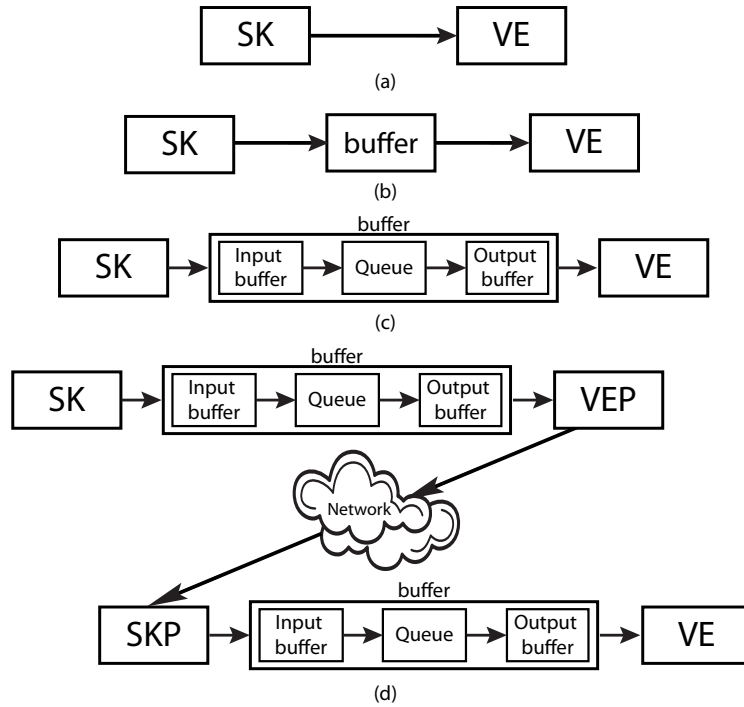 SK VE
(a)
SK buffer VE
(b)
buffer
SK Input buffer Queue Output buffer VE
(c)
buffer
SK Input buffer Queue Output buffer VEP
Network
buffer
SKP Input buffer Queue Output buffer VE
(d)